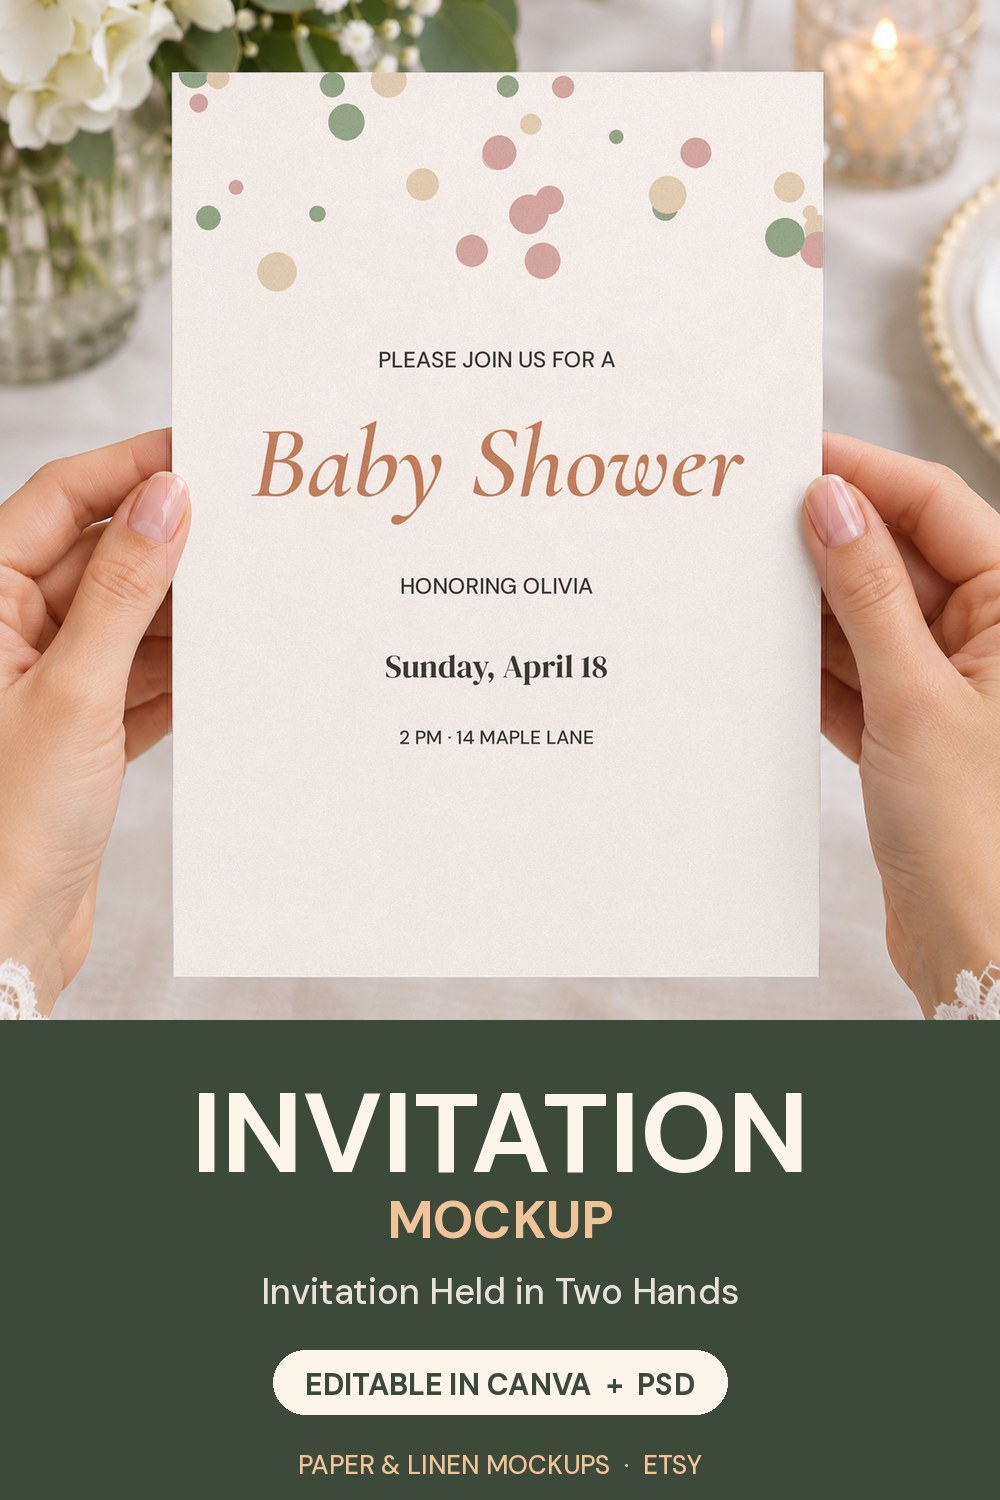 PLEASE JOIN US FOR A
Baby Shower
HONORING OLIVIA
Sunday, April 18
2 PM · 14 MAPLE LANE
INVITATION
MOCKUP
Invitation Held in Two Hands
EDITABLE IN CANVA + PSD
PAPER & LINEN MOCKUPS · ETSY